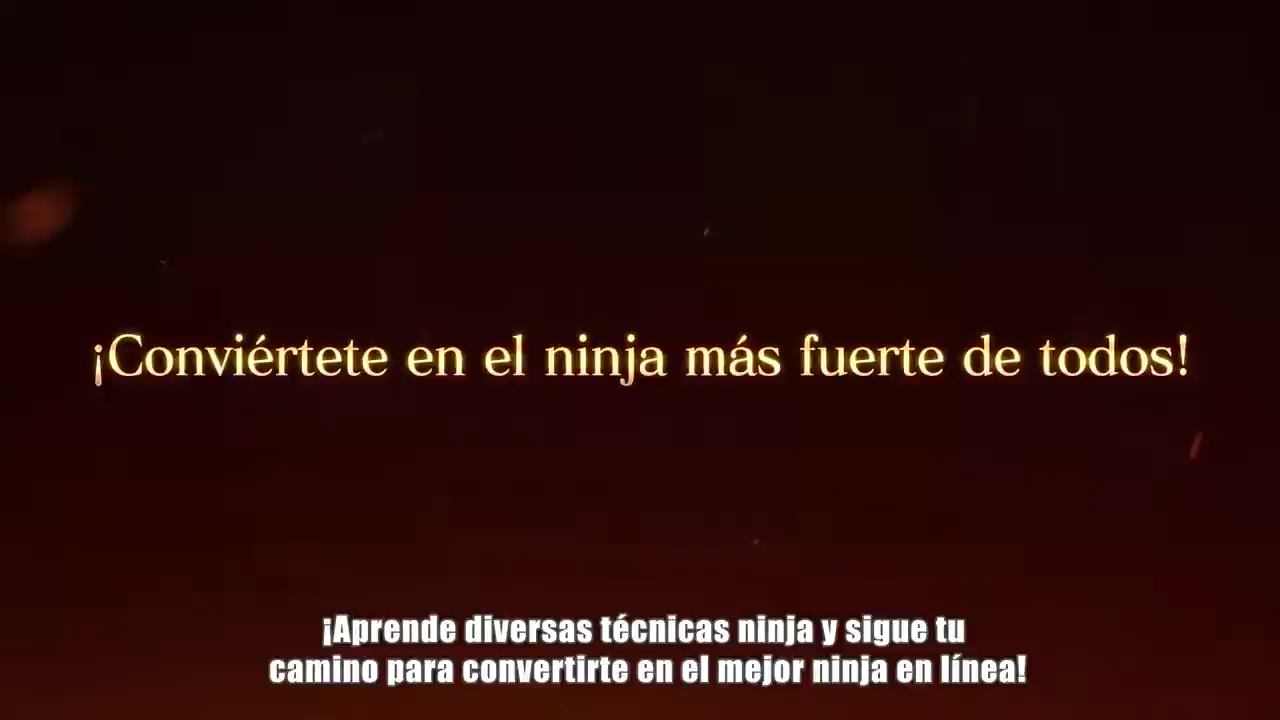 ¡Conviértete en el ninja más fuerte de todos!
¡Aprende diversas técnicas ninja y sigue tu
camino para convertirte en el mejor ninja en línea!